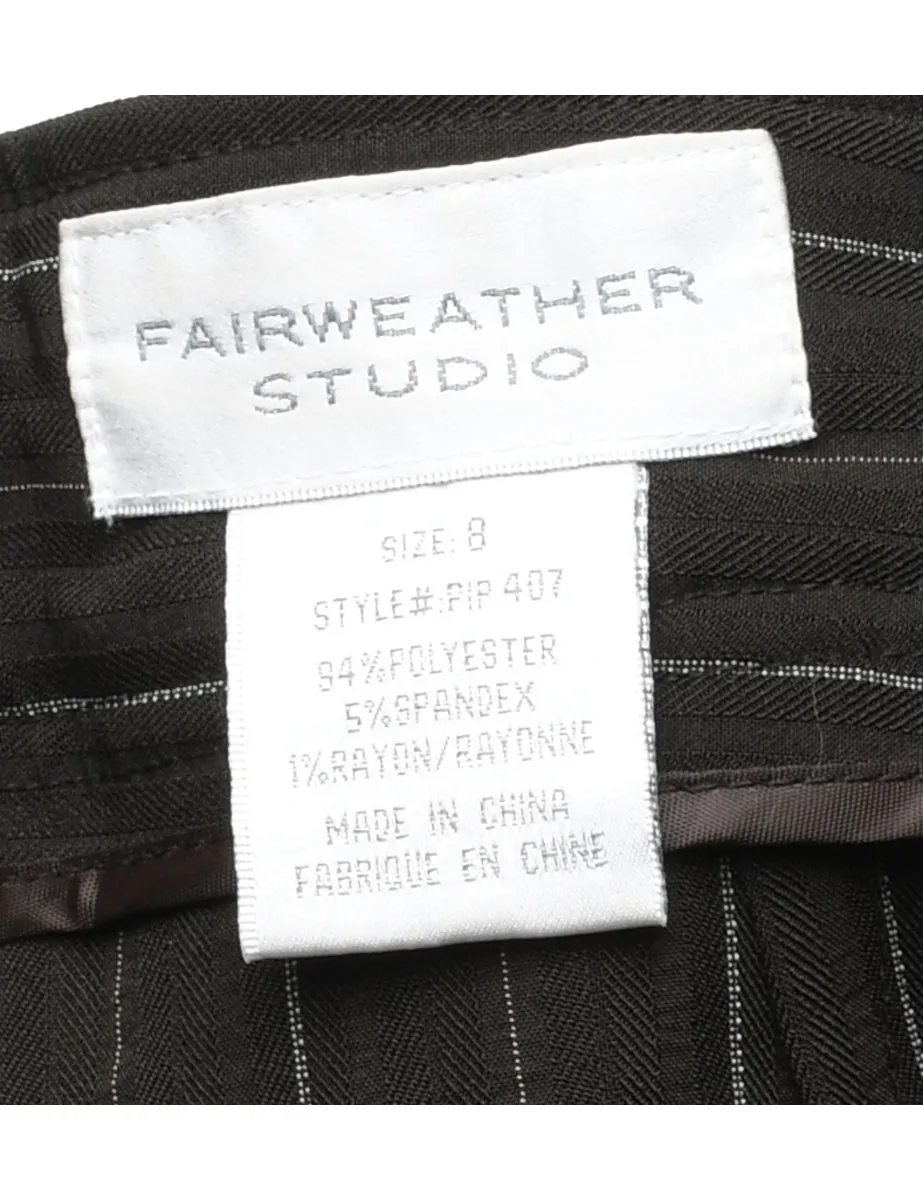 FAIRWEATHER
STUDIO
SIZE: 8
STYLE#:PIP 407
94%POLYESTER
5%SPANDEX
1%RAYON/RAYONNE
MADE IN CHINA
FABRIQUE EN CHINE